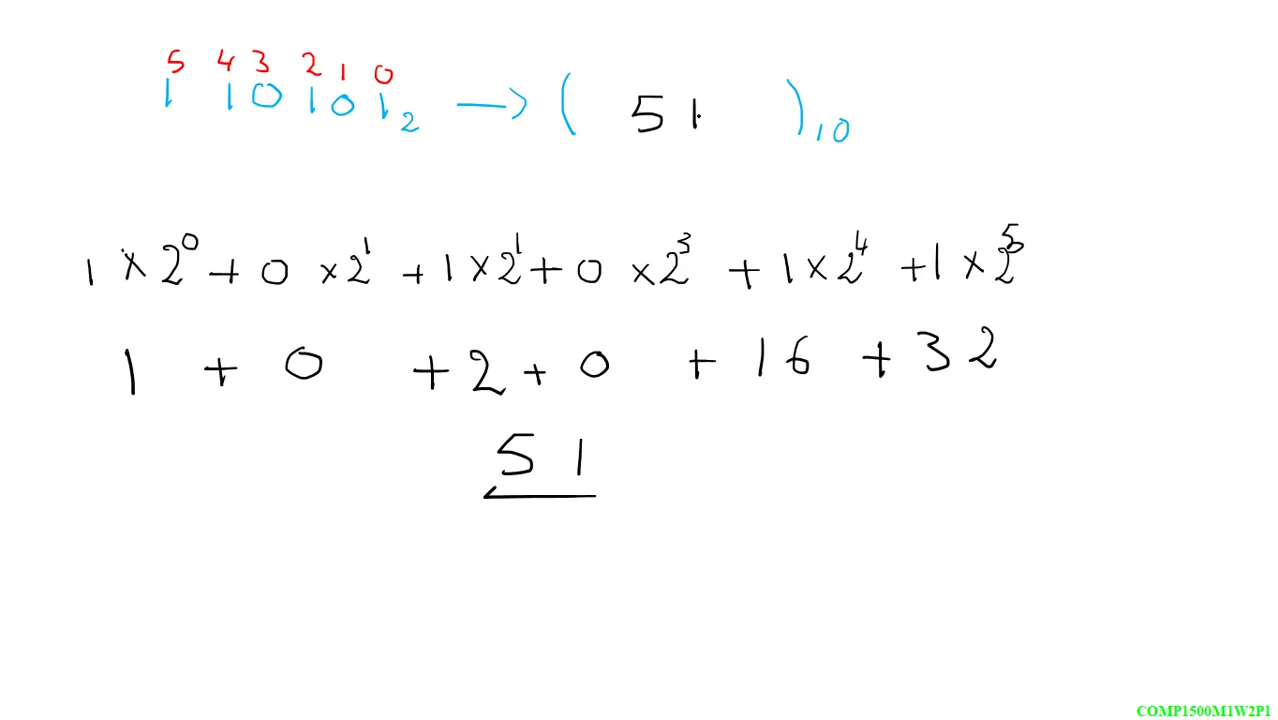 5 4 3 2 1 0
1 1 0 1 0 1₂ → ( 51 )₁₀
1 × 2⁰ + 0 × 2¹ + 1 × 2¹ + 0 × 2³ + 1 × 2⁴ + 1 × 2⁵
1 + 0 + 2 + 0 + 16 + 32
51
COMP1500M1W2P1